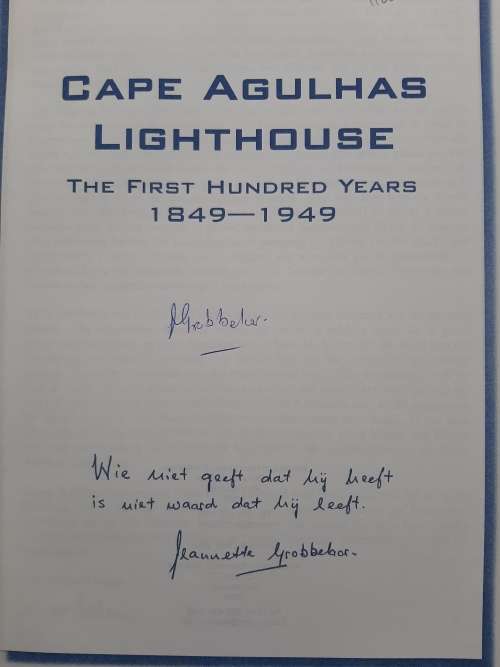 CAPE AGULHAS
LIGHTHOUSE
THE FIRST HUNDRED YEARS
1849—1949
Grobbelar.
Wie niet geeft dat hij heeft
is niet waard dat hij leeft.
Jeannette Grobbelar.